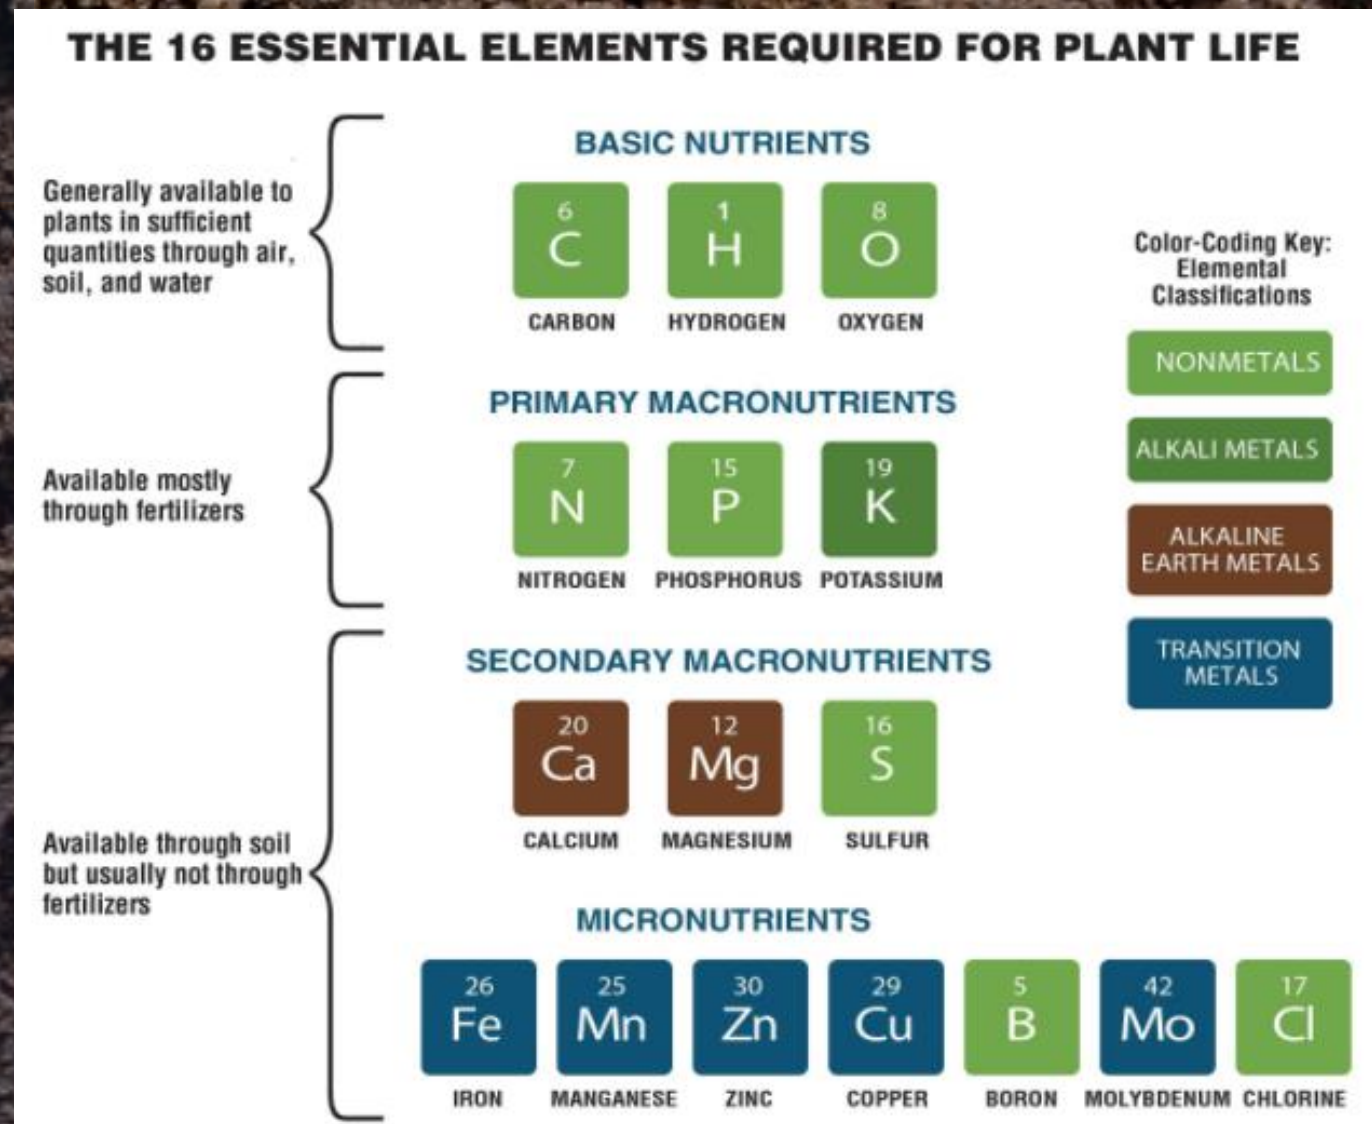 THE 16 ESSENTIAL ELEMENTS REQUIRED FOR PLANT LIFE
Generally available to
plants in sufficient
quantities through air,
soil, and water
BASIC NUTRIENTS
6 1 8
C H O
CARBON HYDROGEN OXYGEN
Available mostly
through fertilizers
PRIMARY MACRONUTRIENTS
7 15 19
N P K
NITROGEN PHOSPHORUS POTASSIUM
Available through soil
but usually not through
fertilizers
SECONDARY MACRONUTRIENTS
20 12 16
Ca Mg S
CALCIUM MAGNESIUM SULFUR
MICRONUTRIENTS
26 25 30 29 5 42 17
Fe Mn Zn Cu B Mo Cl
IRON MANGANESE ZINC COPPER BORON MOLYBDENUM CHLORINE
Color-Coding Key:
Elemental
Classifications
NONMETALS
ALKALI METALS
ALKALINE
EARTH METALS
TRANSITION
METALS